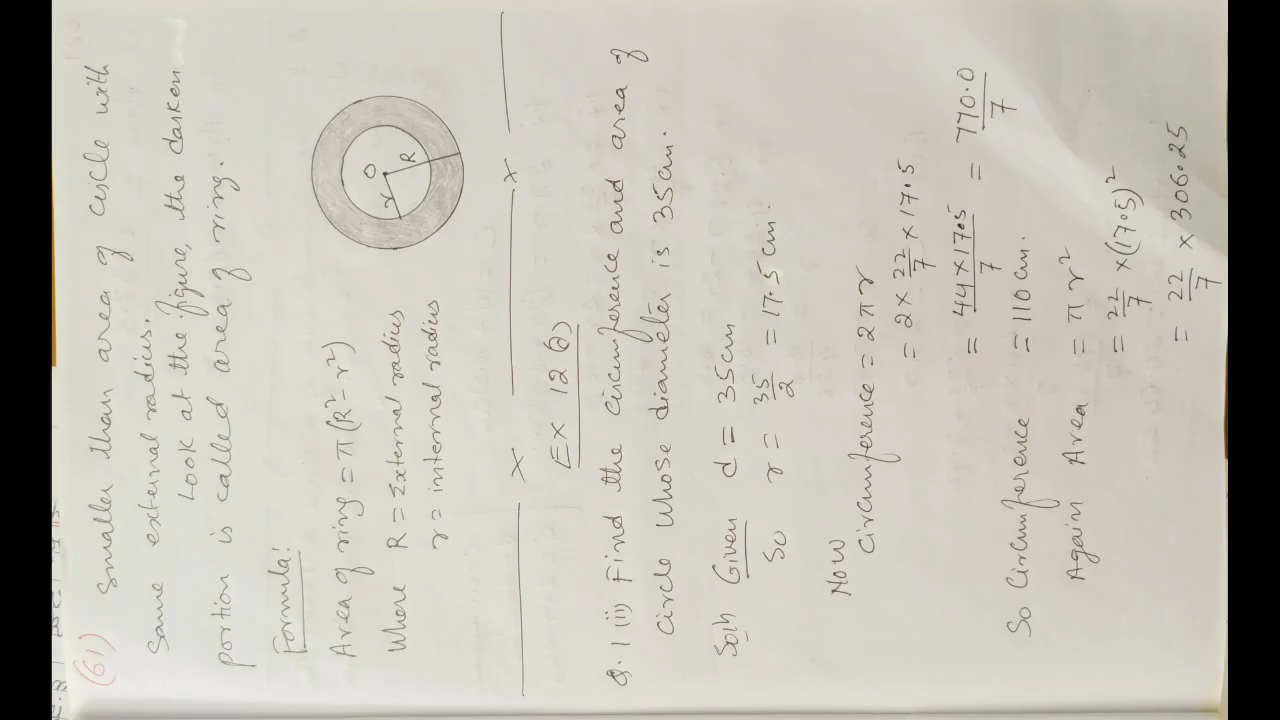 (61)
Smaller than area of circle with
same external radius.
Look at the figure, the darken
portion is called area of ring.
Formula:
Area of ring = π(R² - r²)
Where R = External radius
r = internal radius
O
r
R
x
x
Ex 12 (b)
Q.1 (ii) Find the circumference and area of
Circle whose diameter is 35cm.
Soln Given d = 35cm
So r = 35/2 = 17.5cm.
Now
Circumference = 2πr
= 2 × 22/7 × 17.5
= 44 × 17.5/7 = 770.0/7
So Circumference = 110cm.
Again Area = πr²
= 22/7 × (17.5)²
= 22/7 × 306.25